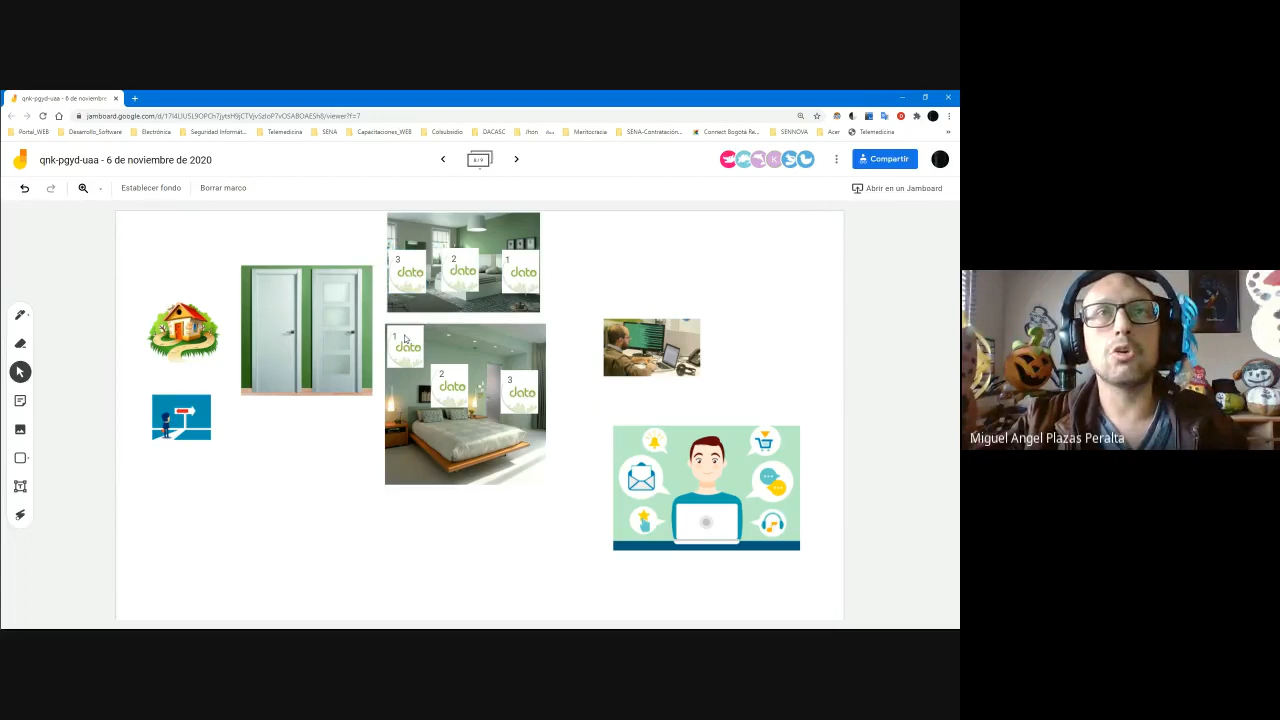 qnk-pgyd-uaa - 6 de noviembre
jamboard.google.com/d/17I4LIUSL9OPCh7jytsH9jCTVjvSzloP7vOSABOAESh8/viewer?f=7
Portal_WEB
Desarrollo_Software
Electrónica
Seguridad Informát...
Telemedicina
SENA
Capacitaciones_WEB
Colsubsidio
DACASC
Jhon
Meritocracia
SENA-Contratación...
Connect Bogotá Re...
SENNOVA
Acer
Telemedicina
»
qnk-pgyd-uaa - 6 de noviembre de 2020
8/9
K
Compartir
Establecer fondo
Borrar marco
Abrir en un Jamboard
3
dato
2
dato
1
dato
1
dato
2
dato
3
dato
Miguel Angel Plazas Peralta